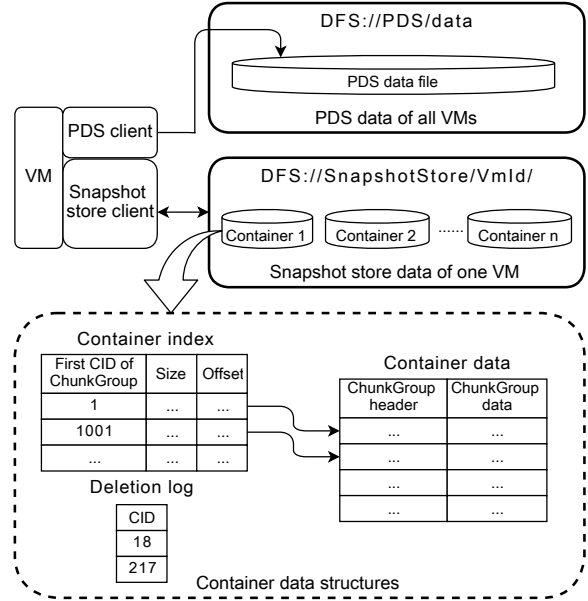 DFS://PDS/data
PDS data file
PDS data of all VMs
PDS client
VM
Snapshot
store client
DFS://SnapshotStore/VmId/
Container 1
Container 2
......
Container n
Snapshot store data of one VM
Container index
First CID of
ChunkGroup
Size
Offset
1
...
...
1001
...
...
...
...
...
Deletion log
CID
18
217
Container data
ChunkGroup
header
ChunkGroup
data
...
...
...
...
...
...
...
...
Container data structures